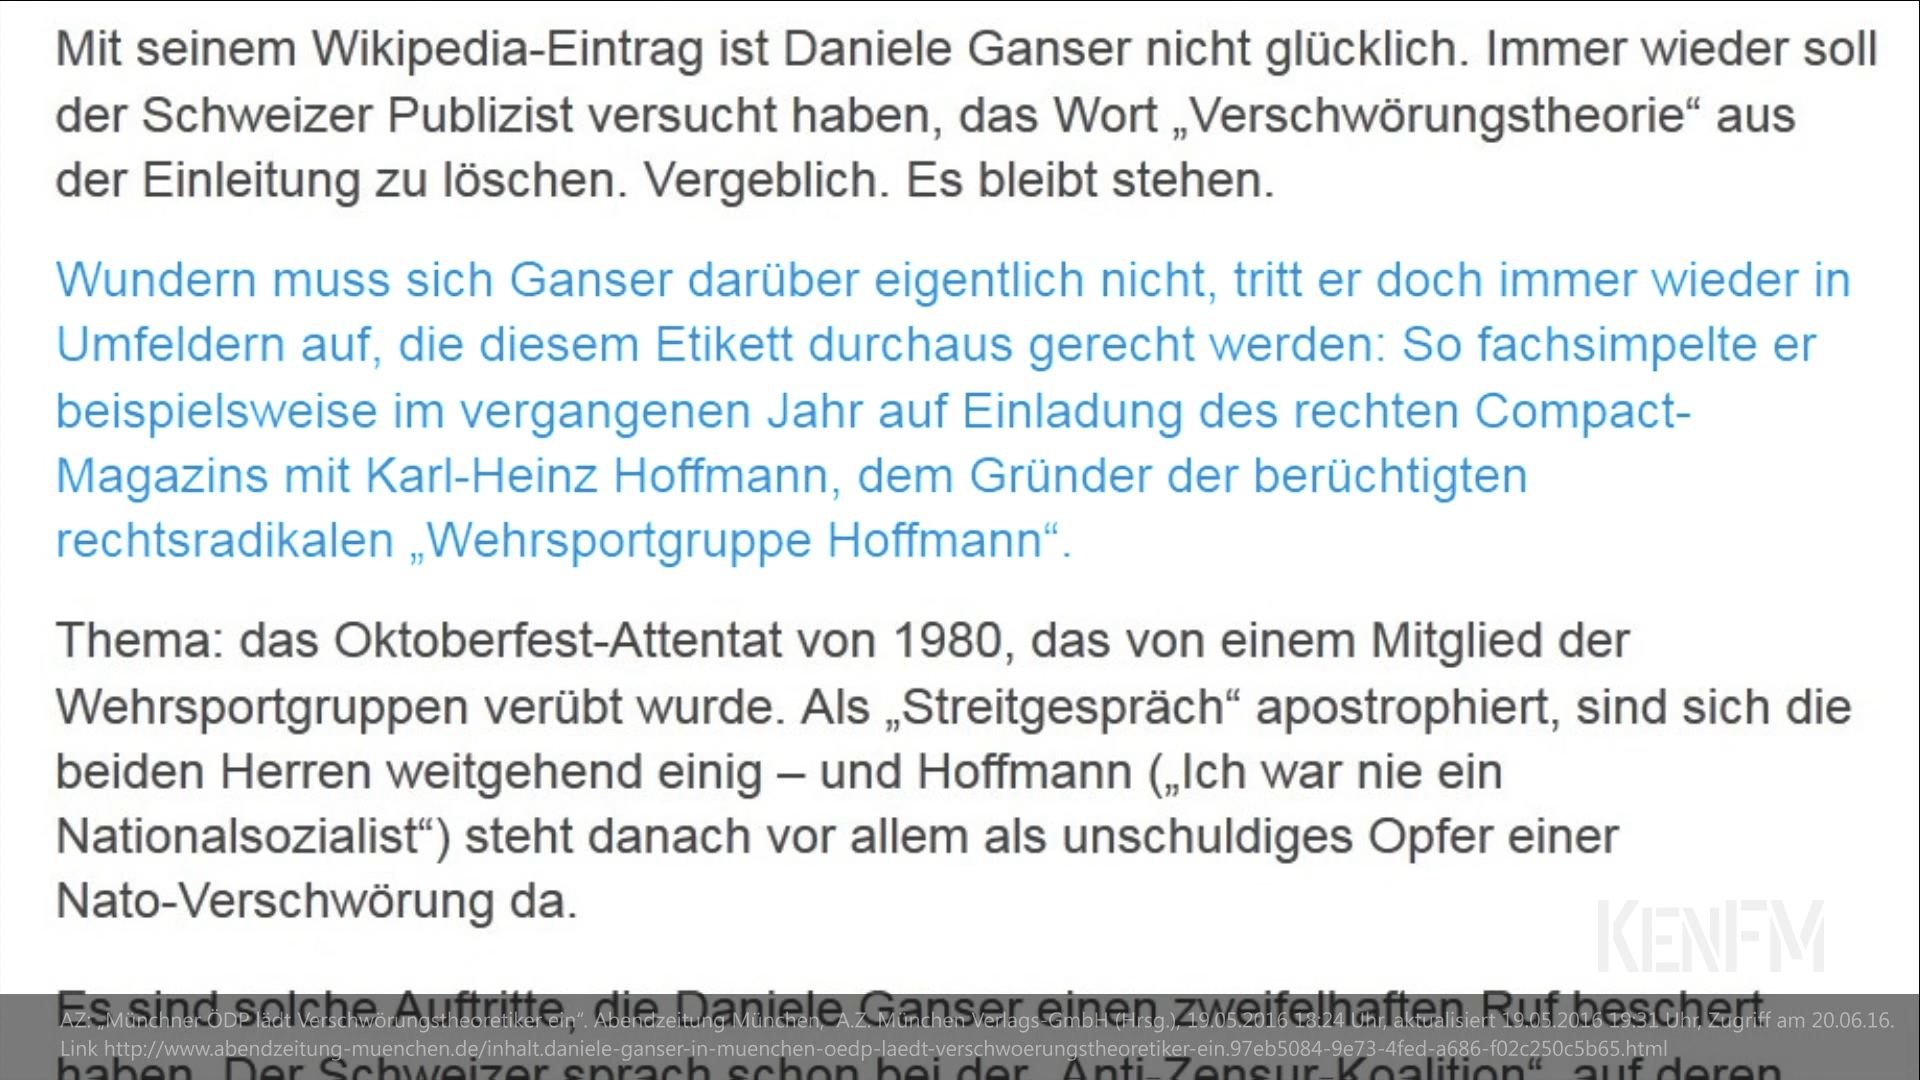 Mit seinem Wikipedia-Eintrag ist Daniele Ganser nicht glücklich. Immer wieder soll
der Schweizer Publizist versucht haben, das Wort „Verschwörungstheorie“ aus
der Einleitung zu löschen. Vergeblich. Es bleibt stehen.
Wundern muss sich Ganser darüber eigentlich nicht, tritt er doch immer wieder in
Umfeldern auf, die diesem Etikett durchaus gerecht werden: So fachsimpelte er
beispielsweise im vergangenen Jahr auf Einladung des rechten Compact-
Magazins mit Karl-Heinz Hoffmann, dem Gründer der berüchtigten
rechtsradikalen „Wehrsportgruppe Hoffmann“.
Thema: das Oktoberfest-Attentat von 1980, das von einem Mitglied der
Wehrsportgruppen verübt wurde. Als „Streitgespräch“ apostrophiert, sind sich die
beiden Herren weitgehend einig – und Hoffmann („Ich war nie ein
Nationalsozialist“) steht danach vor allem als unschuldiges Opfer einer
Nato-Verschwörung da.
KENFM
Es sind solche Auftritte, die Daniele Ganser einen zweifelhaften Ruf beschert
AZ: „Münchner ÖDP lädt Verschwörungstheoretiker ein“. Abendzeitung München, A.Z. München Verlags-GmbH (Hrsg.), 19.05.2016 18:24 Uhr, aktualisiert 19.05.2016 19:31 Uhr, Zugriff am 20.06.16.
Link http://www.abendzeitung-muenchen.de/inhalt.daniele-ganser-in-muenchen-oedp-laedt-verschwoerungstheoretiker-ein.97eb5084-9e73-4fed-a686-f02c250c5b65.html
haben. Der Schweizer sprach schon bei der „Anti-Zensur-Koalition“, auf deren